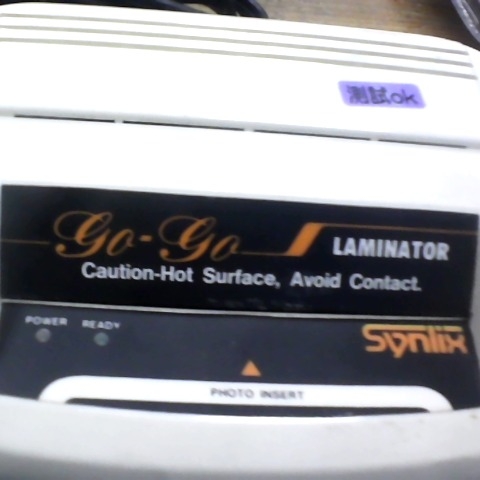 測試ok
Go-Go
LAMINATOR
Caution-Hot Surface, Avoid Contact.
POWER READY
Synlix
PHOTO INSERT